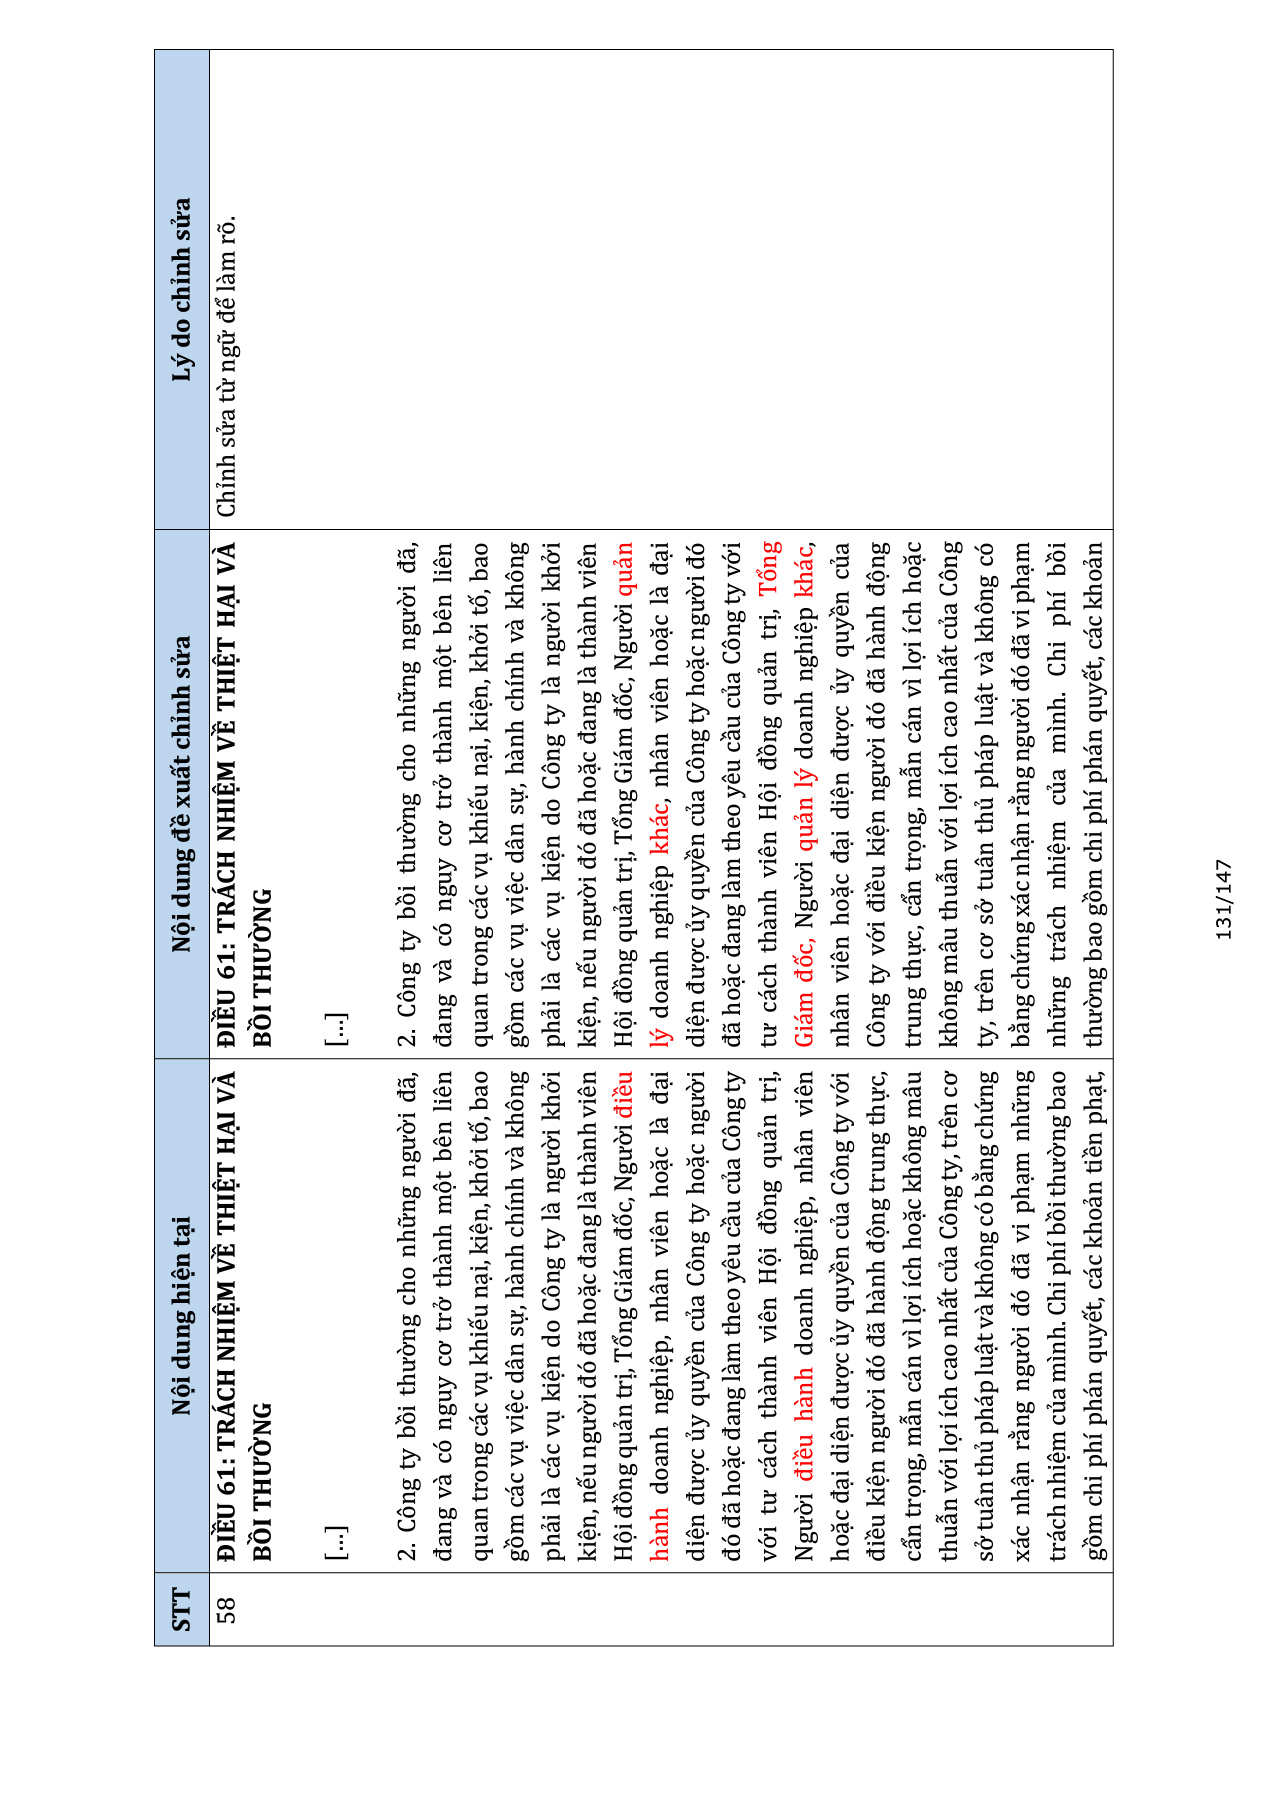 STT
Nội dung hiện tại
Nội dung đề xuất chỉnh sửa
Lý do chỉnh sửa
58
ĐIỀU 61: TRÁCH NHIỆM VỀ THIỆT HẠI VÀ
BỒI THƯỜNG
[...]
2. Công ty bồi thường cho những người đã,
đang và có nguy cơ trở thành một bên liên
quan trong các vụ khiếu nại, kiện, khởi tố, bao
gồm các vụ việc dân sự, hành chính và không
phải là các vụ kiện do Công ty là người khởi
kiện, nếu người đó đã hoặc đang là thành viên
Hội đồng quản trị, Tổng Giám đốc, Người điều
hành doanh nghiệp, nhân viên hoặc là đại
diện được ủy quyền của Công ty hoặc người
đó đã hoặc đang làm theo yêu cầu của Công ty
với tư cách thành viên Hội đồng quản trị,
Người điều hành doanh nghiệp, nhân viên
hoặc đại diện được ủy quyền của Công ty với
điều kiện người đó đã hành động trung thực,
cẩn trọng, mẫn cán vì lợi ích hoặc không mâu
thuẫn với lợi ích cao nhất của Công ty, trên cơ
sở tuân thủ pháp luật và không có bằng chứng
xác nhận rằng người đó đã vi phạm những
trách nhiệm của mình. Chi phí bồi thường bao
gồm chi phí phán quyết, các khoản tiền phạt,
ĐIỀU 61: TRÁCH NHIỆM VỀ THIỆT HẠI VÀ
BỒI THƯỜNG
[...]
2. Công ty bồi thường cho những người đã,
đang và có nguy cơ trở thành một bên liên
quan trong các vụ khiếu nại, kiện, khởi tố, bao
gồm các vụ việc dân sự, hành chính và không
phải là các vụ kiện do Công ty là người khởi
kiện, nếu người đó đã hoặc đang là thành viên
Hội đồng quản trị, Tổng Giám đốc, Người quản
lý doanh nghiệp khác, nhân viên hoặc là đại
diện được ủy quyền của Công ty hoặc người đó
đã hoặc đang làm theo yêu cầu của Công ty với
tư cách thành viên Hội đồng quản trị, Tổng
Giám đốc, Người quản lý doanh nghiệp khác,
nhân viên hoặc đại diện được ủy quyền của
Công ty với điều kiện người đó đã hành động
trung thực, cẩn trọng, mẫn cán vì lợi ích hoặc
không mâu thuẫn với lợi ích cao nhất của Công
ty, trên cơ sở tuân thủ pháp luật và không có
bằng chứng xác nhận rằng người đó đã vi phạm
những trách nhiệm của mình. Chi phí bồi
thường bao gồm chi phí phán quyết, các khoản
Chỉnh sửa từ ngữ để làm rõ.
131/147